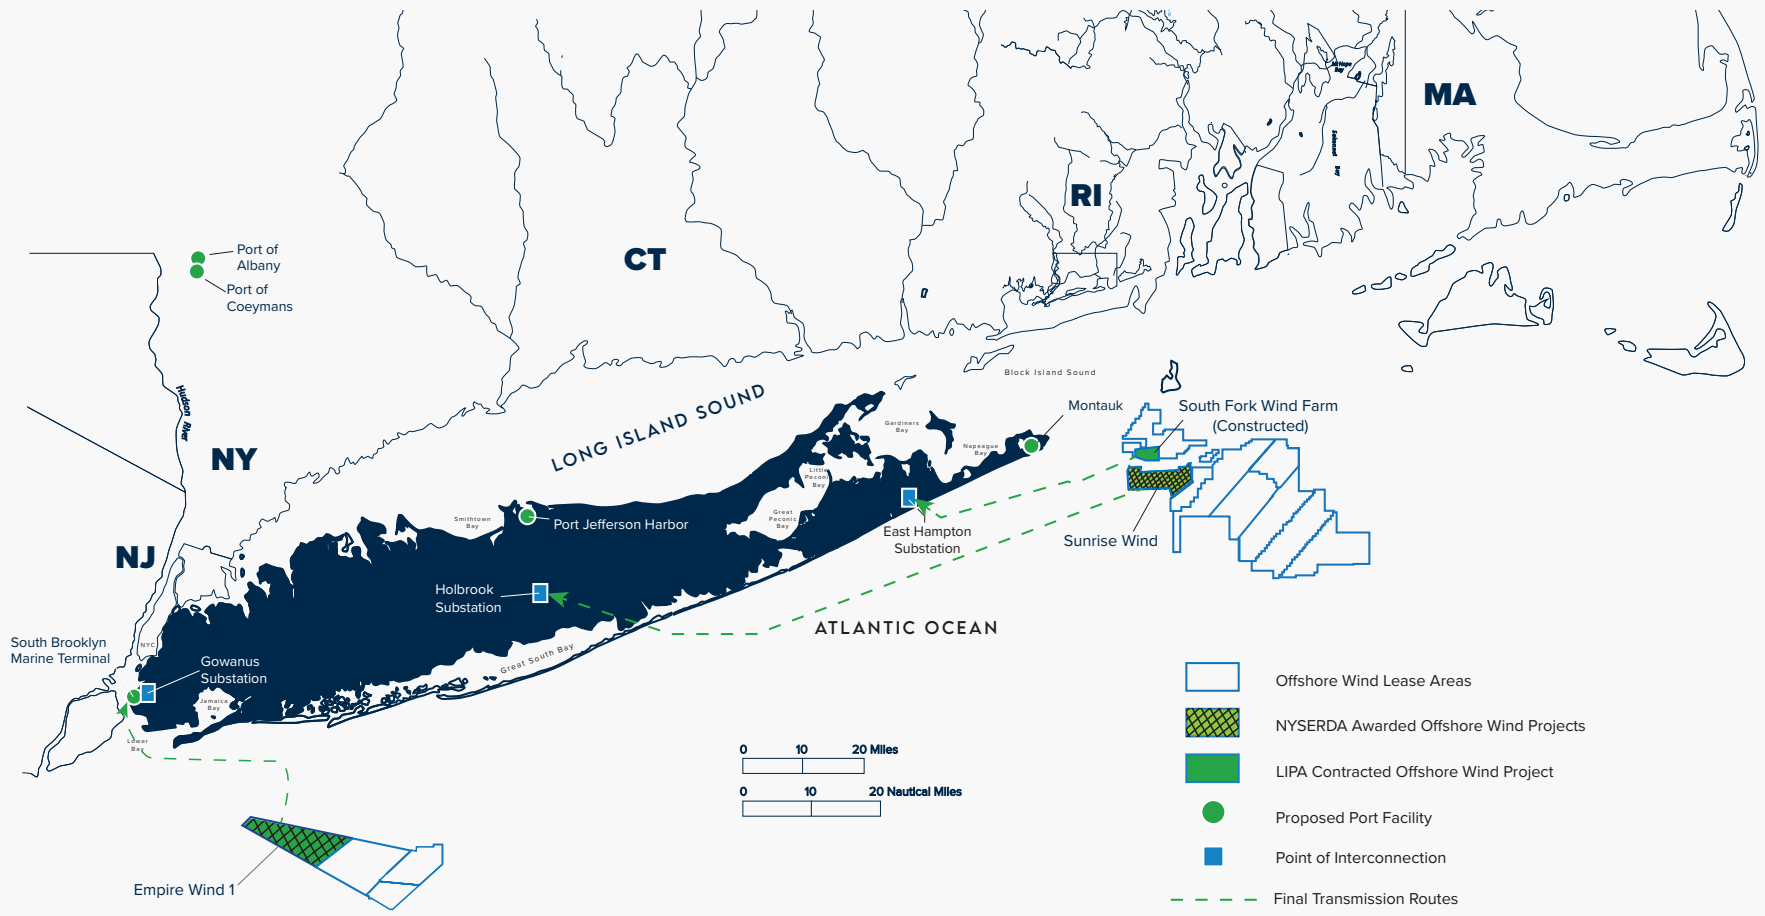 MA
Mt Hope
Bay
Sakonnet
Bay
RI
CT
Port of
Albany
Port of
Coeymans
Hudson River
NY
NJ
Block Island Sound
LONG ISLAND SOUND
Montauk
South Fork Wind Farm
(Constructed)
Gardiners
Bay
Napeague
Bay
Little
Peconic
Bay
Great
Peconic
Bay
Smithtown
Bay
Port Jefferson Harbor
East Hampton
Substation
Sunrise Wind
Holbrook
Substation
ATLANTIC OCEAN
Great South Bay
South Brooklyn
Marine Terminal
NYC
Gowanus
Substation
Jamaica
Bay
Lower
Bay
Empire Wind 1
0 10 20 Miles
0 10 20 Nautical Miles
Offshore Wind Lease Areas
NYSERDA Awarded Offshore Wind Projects
LIPA Contracted Offshore Wind Project
Proposed Port Facility
Point of Interconnection
Final Transmission Routes